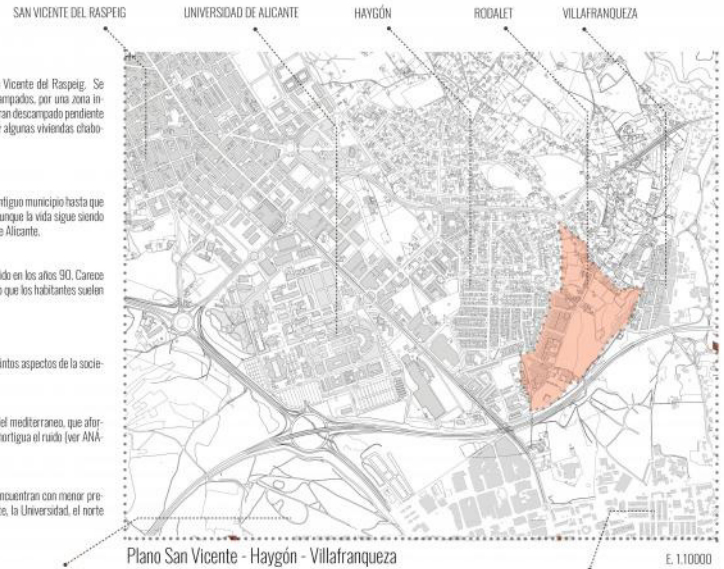 SAN VICENTE DEL RASPEIG UNIVERSIDAD DE ALICANTE HAYGÓN RODALET VILLAFRANQUEZA
Vicente del Raspeig. Se
ampados, por una zona in-
ran descampado pendiente
algunas viviendas chabo-
ntiguo municipio hasta que
unque la vida sigue siendo
e Alicante.
ido en los años 90. Carece
o que los habitantes suelen
intos aspectos de la socie-
el mediterraneo, que afor-
ortigua el ruido (ver ANÁ-
ncuentran con menor pre-
te, la Universidad, el norte
Plano San Vicente - Haygón - Villafranqueza
E. 1.10000